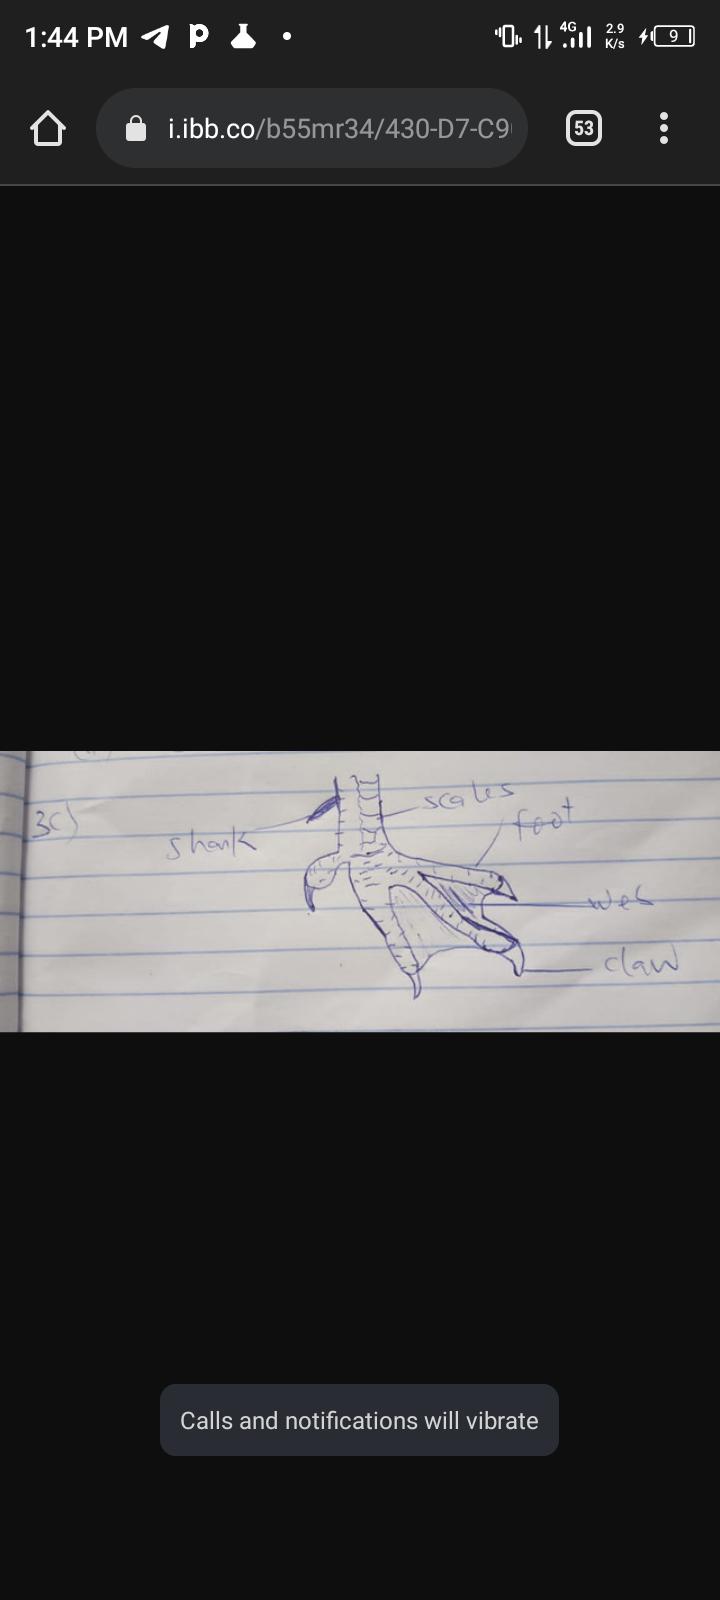 1:44 PM
4G
2.9
K/s
9
i.ibb.co/b55mr34/430-D7-C9
53
3c)
scales
foot
shank
web
claw
Calls and notifications will vibrate